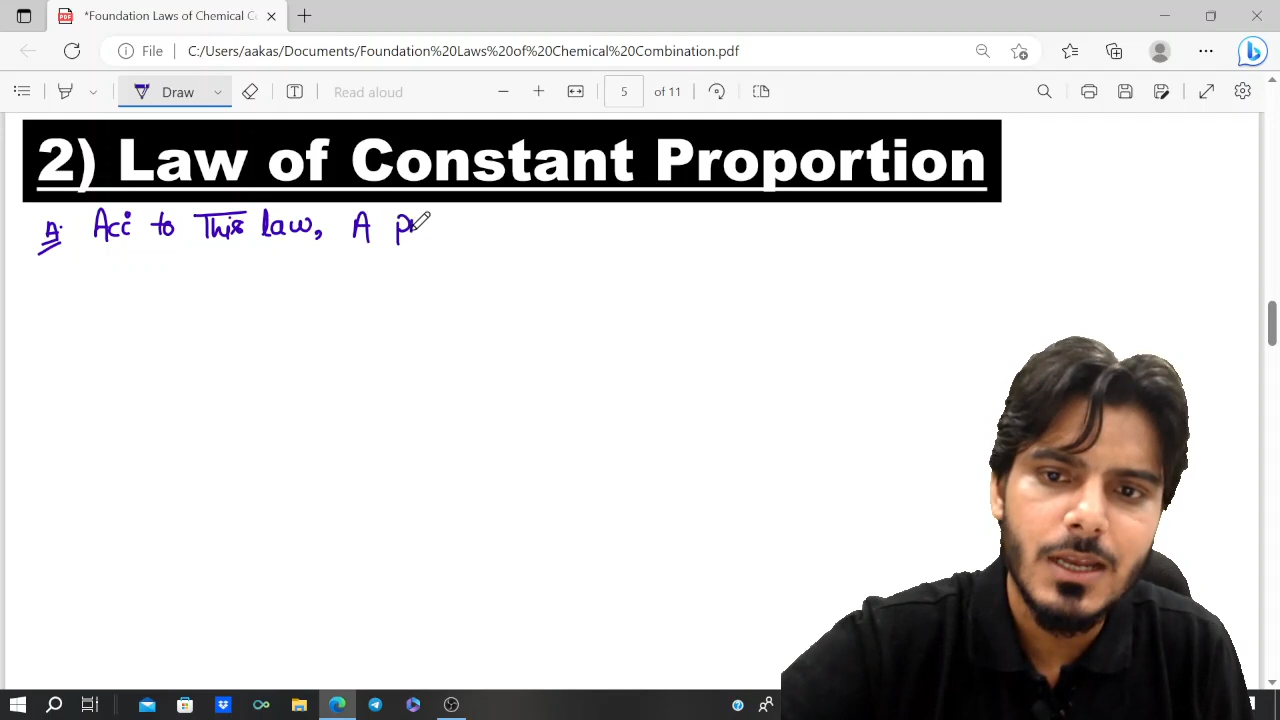 *Foundation Laws of Chemical C
File C:/Users/aakas/Documents/Foundation%20Laws%20of%20Chemical%20Combination.pdf
Draw Read aloud 5 of 11
2) Law of Constant Proportion
A. Acc to This law, A